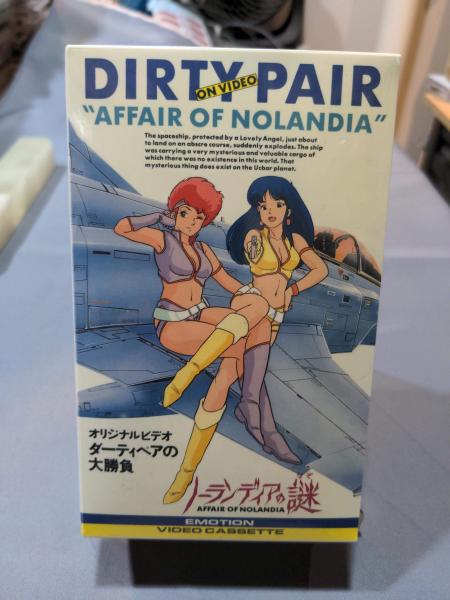 DIRTY PAIR
ON VIDEO
"AFFAIR OF NOLANDIA"
The spaceship, protected by a Lovely Angel, just about
to land on an abscre course, suddenly explodes. The ship
was carrying a very mysterious and valuable cargo of
which there was no existence in this world. That
mysterious thing does exist on the Ucbar planet.
オリジナルビデオ
ダーティペアの
大勝負
ノーランディアの謎
なぞ
AFFAIR OF NOLANDIA
EMOTION
VIDEO CASSETTE